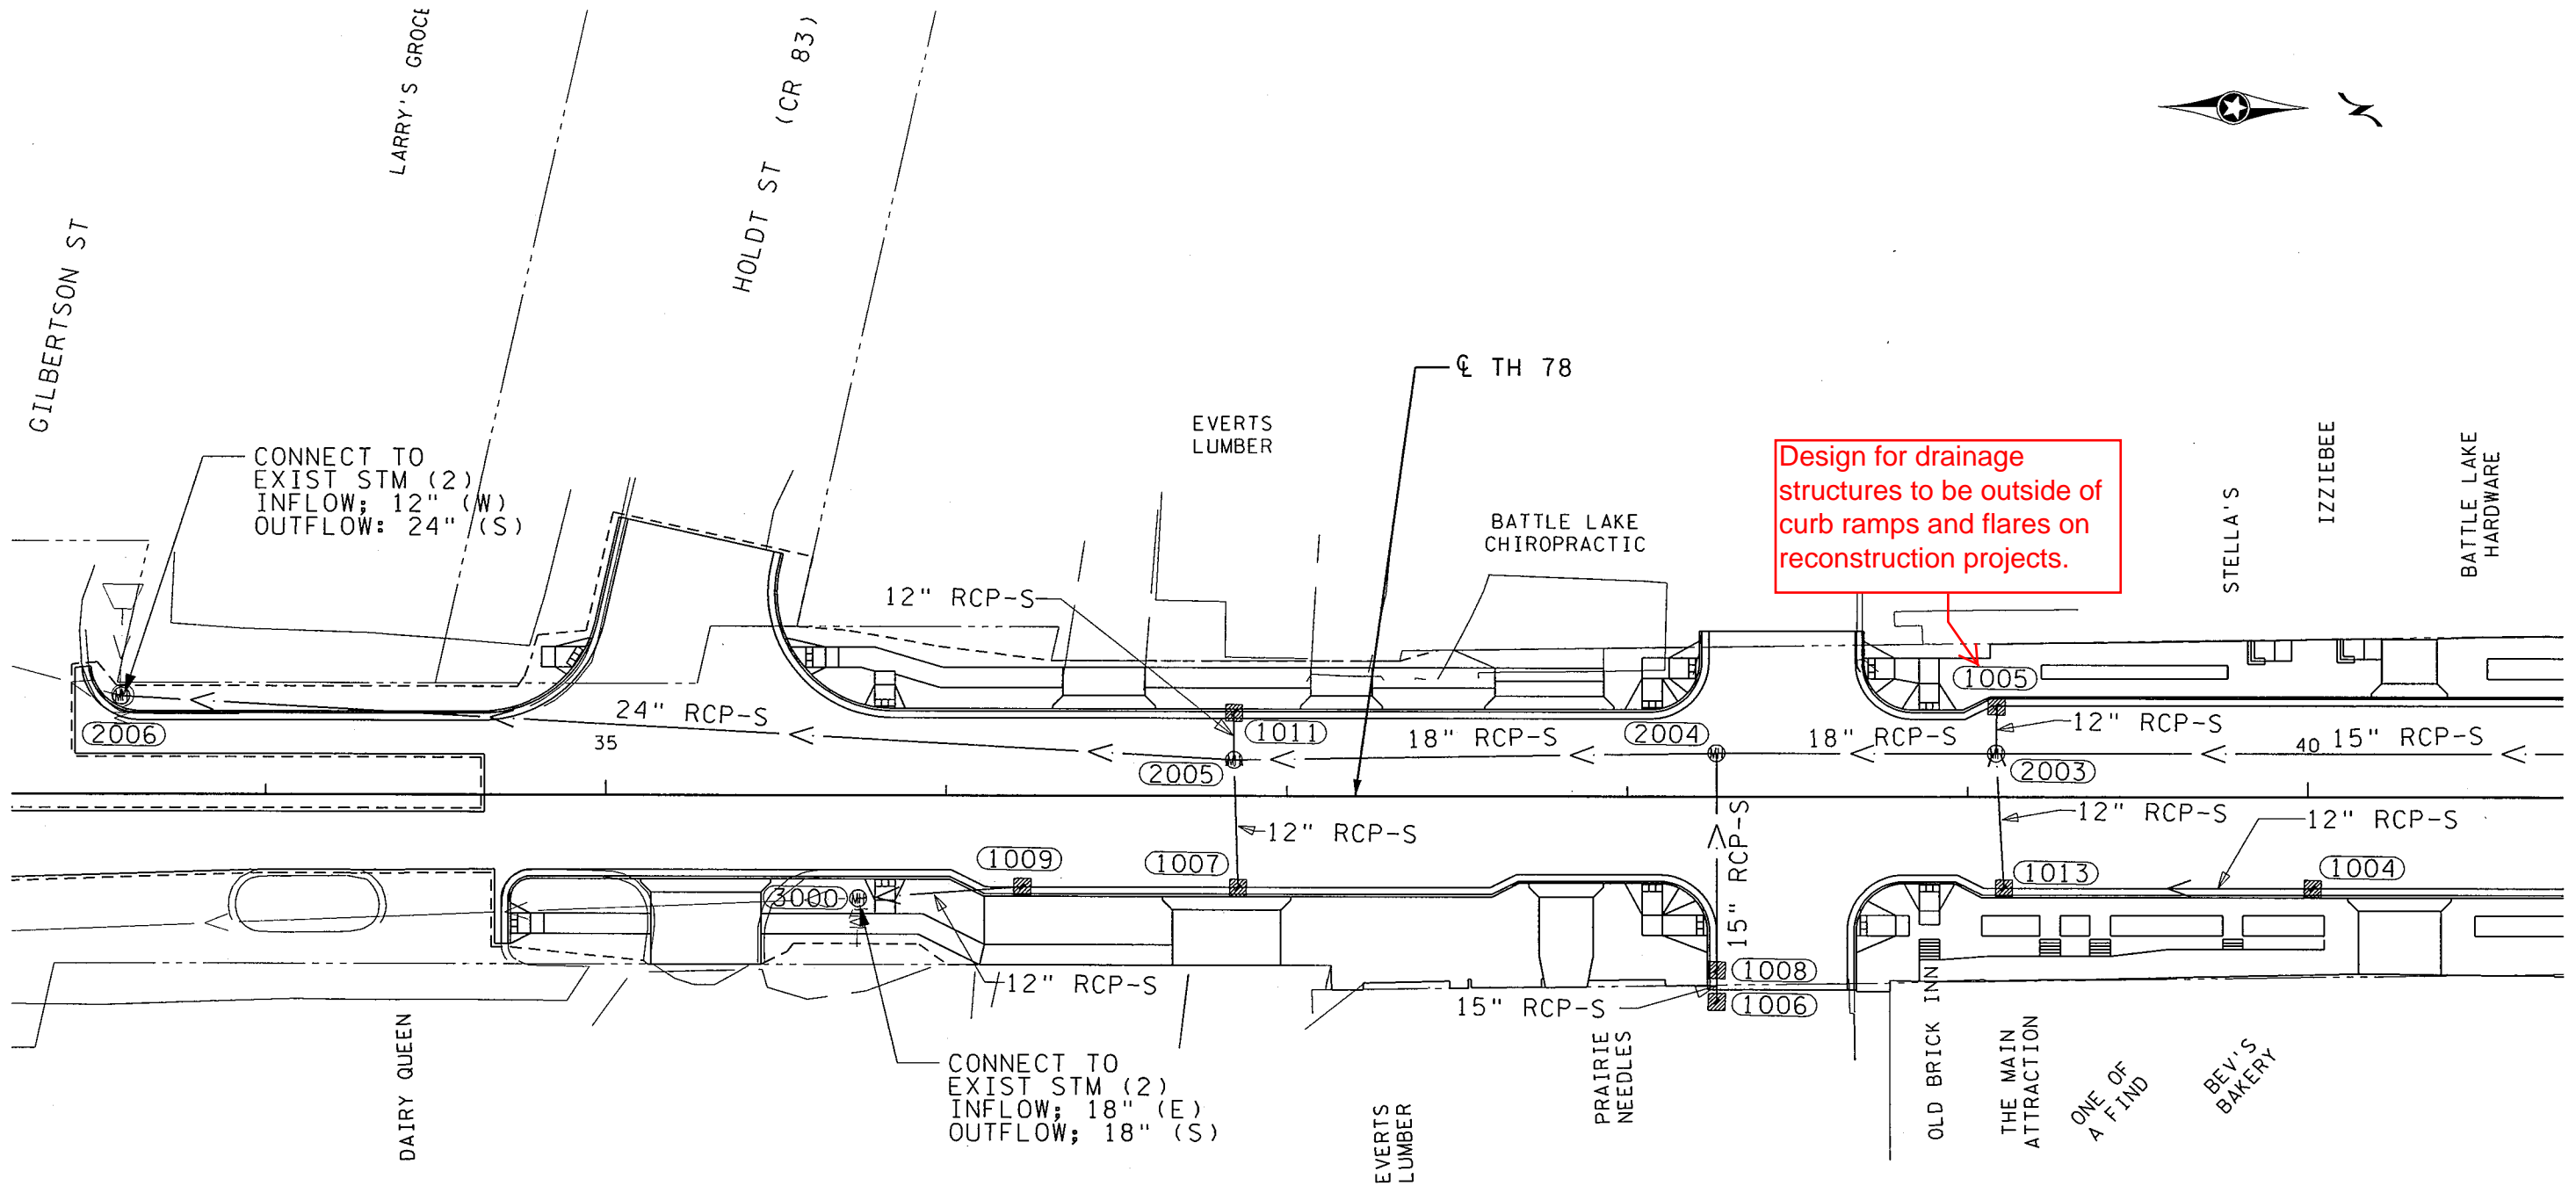 LARRY'S GROCE
HOLDT ST (CR 83)
GILBERTSON ST
CONNECT TO
EXIST STM (2)
INFLOW; 12" (W)
OUTFLOW: 24" (S)
℄ TH 78
EVERTS
LUMBER
BATTLE LAKE
CHIROPRACTIC
Design for drainage
structures to be outside of
curb ramps and flares on
reconstruction projects.
STELLA'S
IZZIEBEE
BATTLE LAKE
HARDWARE
12" RCP-S
1005
2006
24" RCP-S
35
1011
18" RCP-S
2004
18" RCP-S
12" RCP-S
40
15" RCP-S
2005
2003
12" RCP-S
15" RCP-S
12" RCP-S
12" RCP-S
1009
1007
1013
1004
3000
12" RCP-S
15" RCP-S
1008
1006
DAIRY QUEEN
CONNECT TO
EXIST STM (2)
INFLOW; 18" (E)
OUTFLOW; 18" (S)
EVERTS
LUMBER
PRAIRIE
NEEDLES
OLD BRICK INN
THE MAIN
ATTRACTION
ONE OF
A FIND
BEV'S
BAKERY